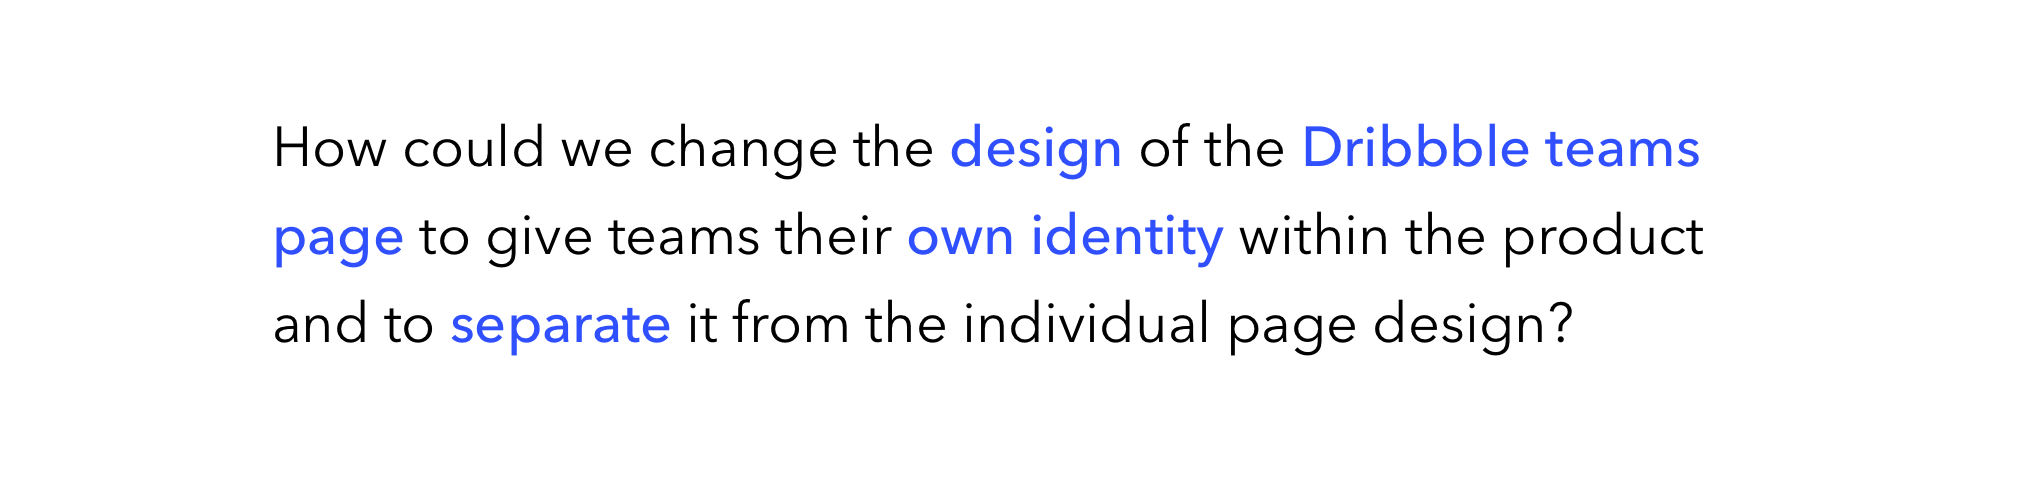 How could we change the design of the Dribbble teams
page to give teams their own identity within the product
and to separate it from the individual page design?